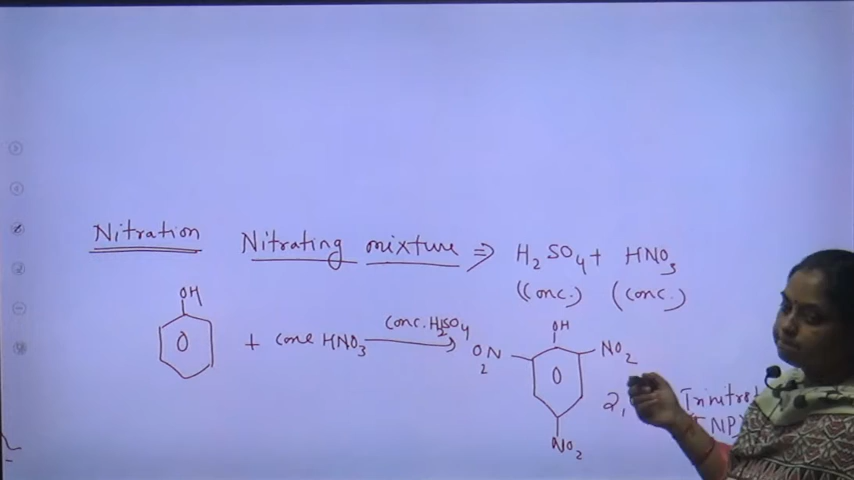 Nitration Nitrating mixture ⇒ H2SO4 + HNO3
(Conc.) (Conc.)
OH
+ conc HNO3 Conc. H2SO4 → OH
O2N NO2
NO2
2,